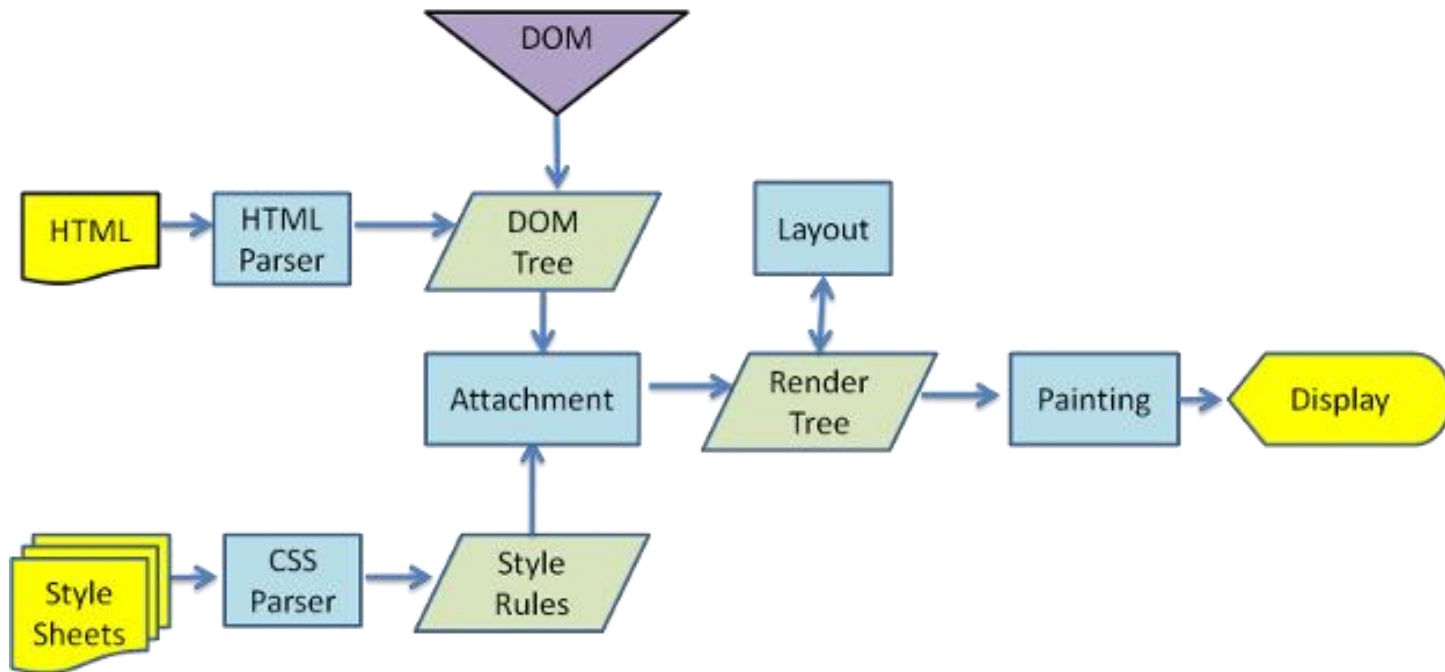 DOM
HTML
HTML
Parser
DOM
Tree
Layout
Attachment
Render
Tree
Painting
Display
Style
Sheets
CSS
Parser
Style
Rules